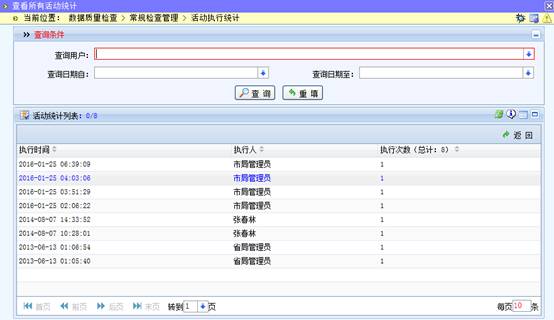 查看所有活动统计
当前位置： 数据质量检查 > 常规检查管理 > 活动执行统计
查询条件
查询用户：
查询日期自： 查询日期至：
查 询 重 填
活动统计列表：0/8
返 回
执行时间 执行人 执行次数（总计：8）
2016-01-25 06:39:09 市局管理员 1
2016-01-25 04:03:06 市局管理员 1
2016-01-25 03:51:29 市局管理员 1
2016-01-25 02:06:22 市局管理员 1
2014-08-07 14:33:52 张春林 1
2014-08-07 10:28:01 张春林 1
2013-06-13 01:06:54 省局管理员 1
2013-06-13 01:05:40 省局管理员 1
首页 前页 后页 末页 转到 1 页 每页 10 条